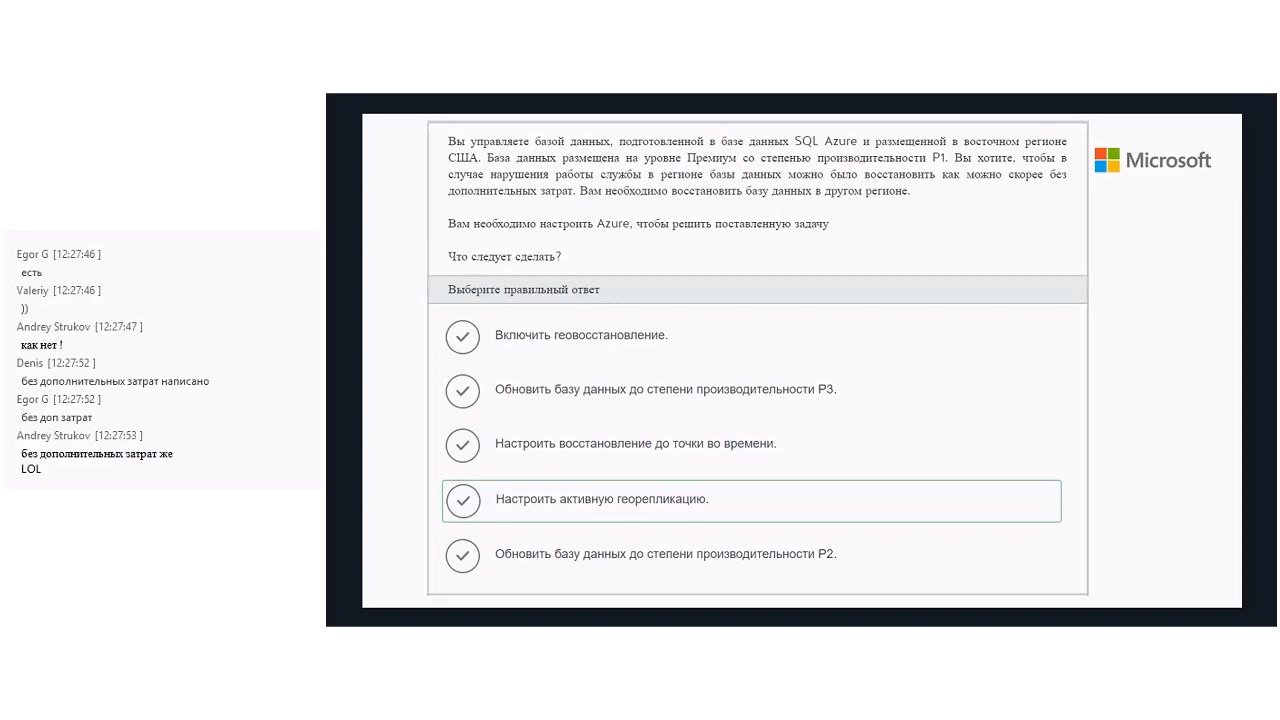 Egor G [12:27:46 ]
есть
Valeriy [12:27:46 ]
))
Andrey Strukov [12:27:47 ]
как нет !
Denis [12:27:52 ]
без дополнительных затрат написано
Egor G [12:27:52 ]
без доп затрат
Andrey Strukov [12:27:53 ]
без дополнительных затрат же
LOL
Вы управляете базой данных, подготовленной в базе данных SQL Azure и размещенной в восточном регионе
США. База данных размещена на уровне Премиум со степенью производительности P1. Вы хотите, чтобы в
случае нарушения работы службы в регионе базы данных можно было восстановить как можно скорее без
дополнительных затрат. Вам необходимо восстановить базу данных в другом регионе.
Вам необходимо настроить Azure, чтобы решить поставленную задачу
Что следует сделать?
Выберите правильный ответ
Включить геовосстановление.
Обновить базу данных до степени производительности P3.
Настроить восстановление до точки во времени.
Настроить активную георепликацию.
Обновить базу данных до степени производительности P2.
Microsoft